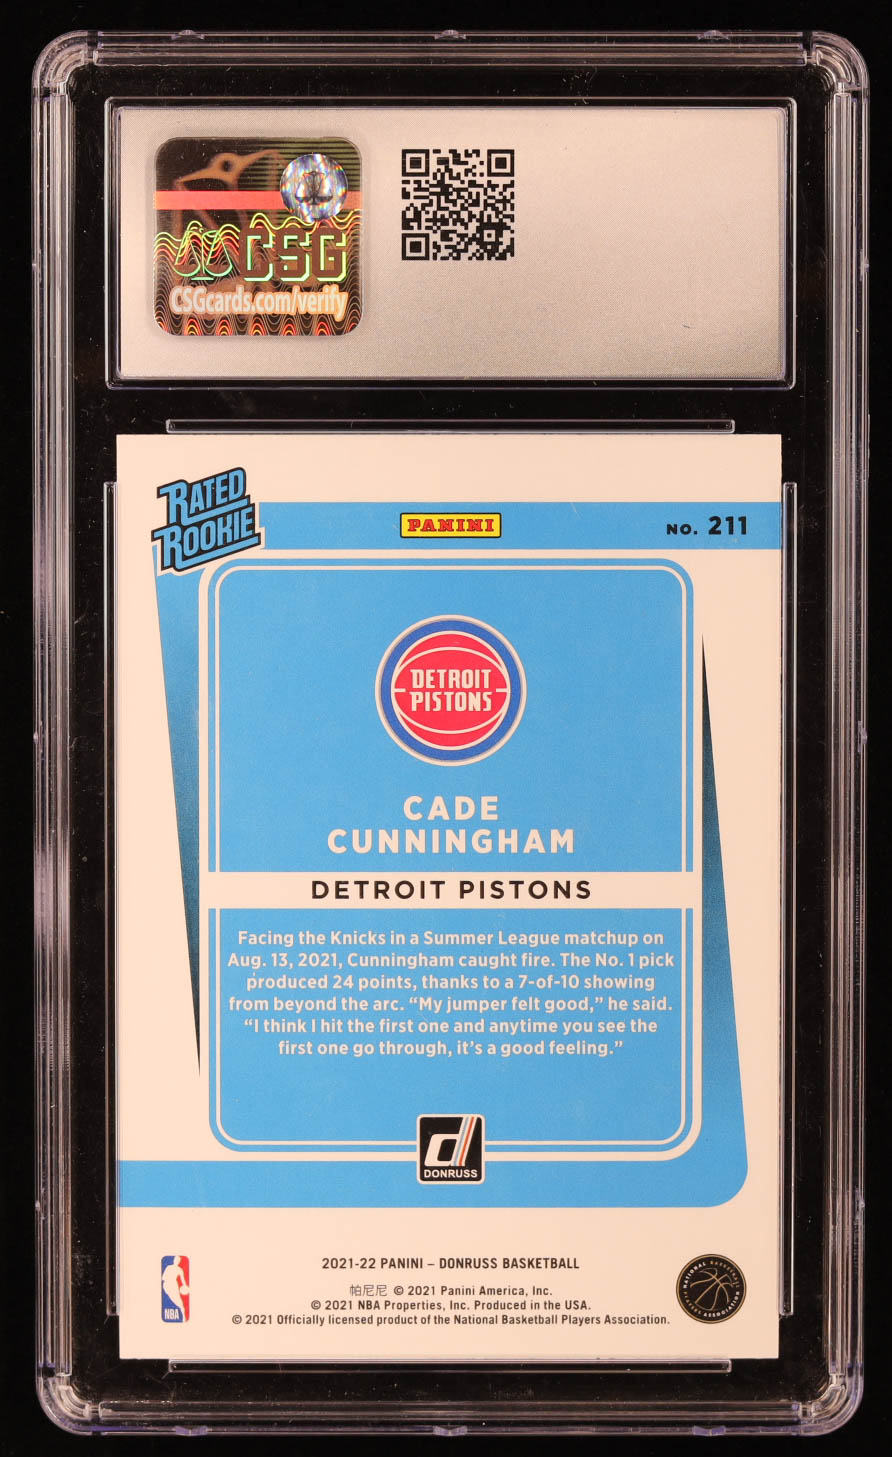 CSG
CSGcards.com/verify
RATED
ROOKIE
PANINI
NO. 211
DETROIT
PISTONS
CADE
CUNNINGHAM
DETROIT PISTONS
Facing the Knicks in a Summer League matchup on
Aug. 13, 2021, Cunningham caught fire. The No. 1 pick
produced 24 points, thanks to a 7-of-10 showing
from beyond the arc. “My jumper felt good,” he said.
“I think I hit the first one and anytime you see the
first one go through, it’s a good feeling.”
d
DONRUSS
2021-22 PANINI – DONRUSS BASKETBALL
帕尼尼 © 2021 Panini America, Inc.
© 2021 NBA Properties, Inc. Produced in the USA.
© 2021 Officially licensed product of the National Basketball Players Association.
NBA
NATIONAL BASKETBALL
PLAYERS ASSOCIATION